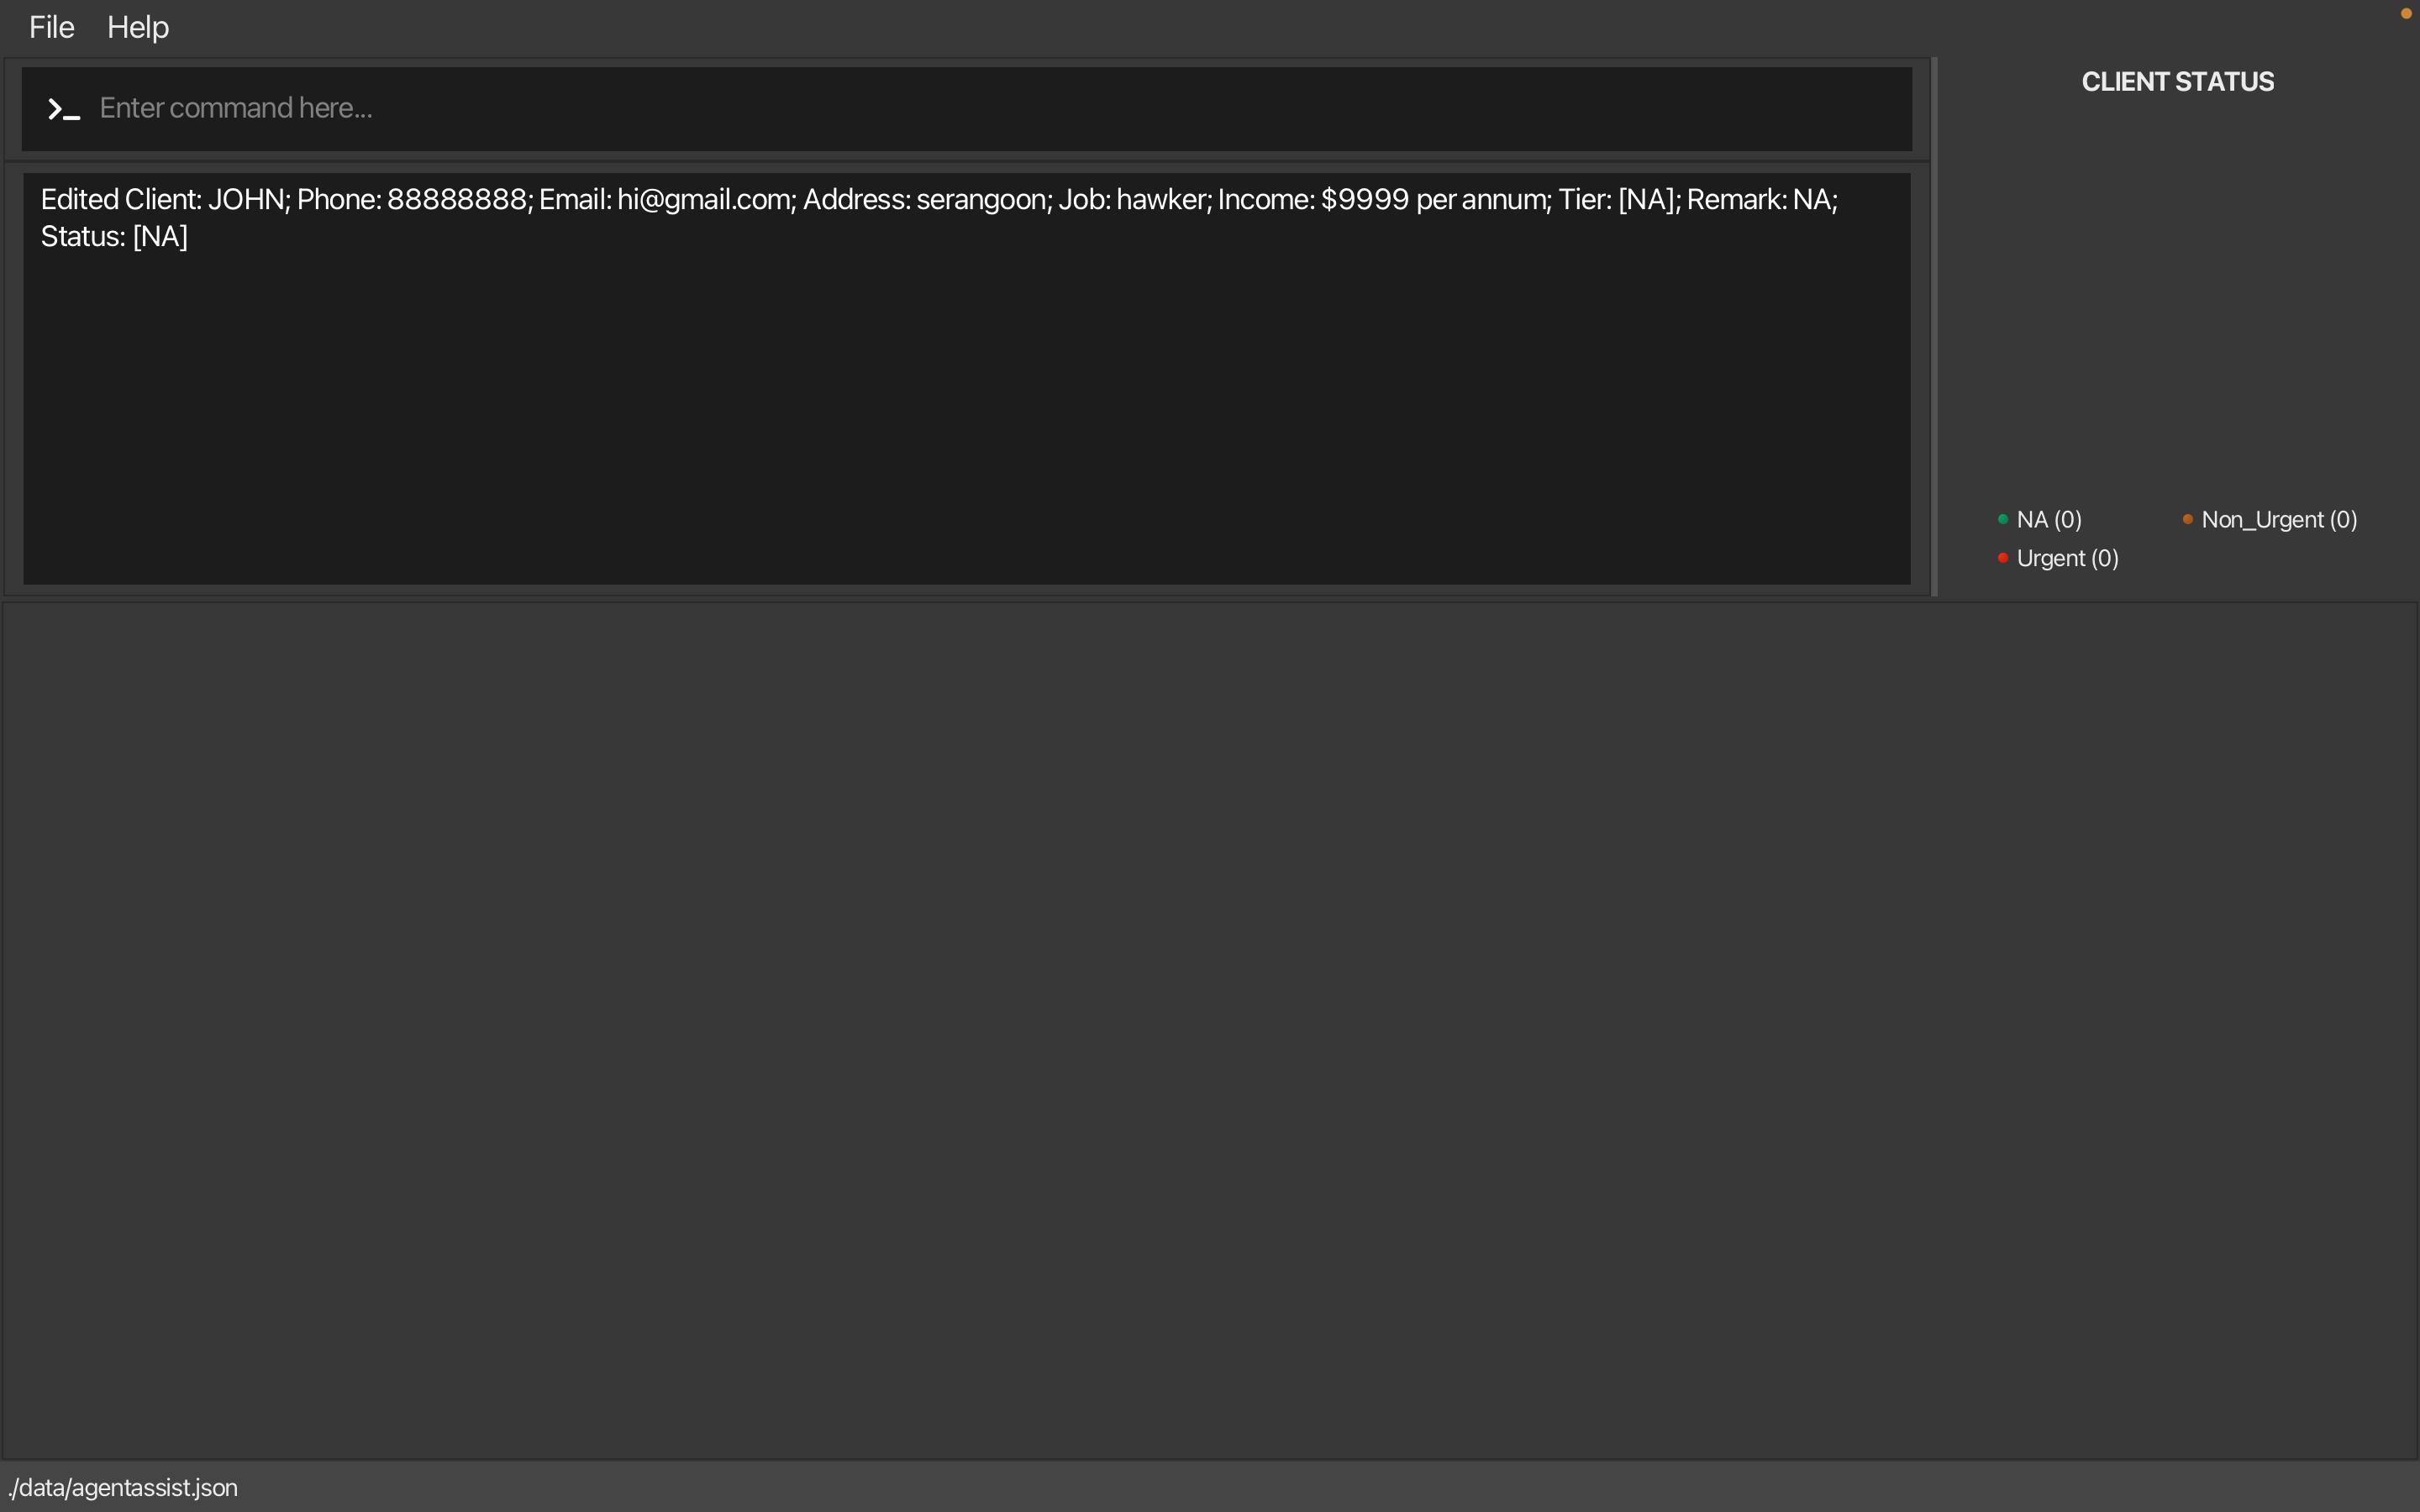 File Help
CLIENT STATUS
Enter command here...
Edited Client: JOHN; Phone: 88888888; Email: hi@gmail.com; Address: serangoon; Job: hawker; Income: $9999 per annum; Tier: [NA]; Remark: NA;
Status: [NA]
NA (0) Non_Urgent (0)
Urgent (0)
./data/agentassist.json